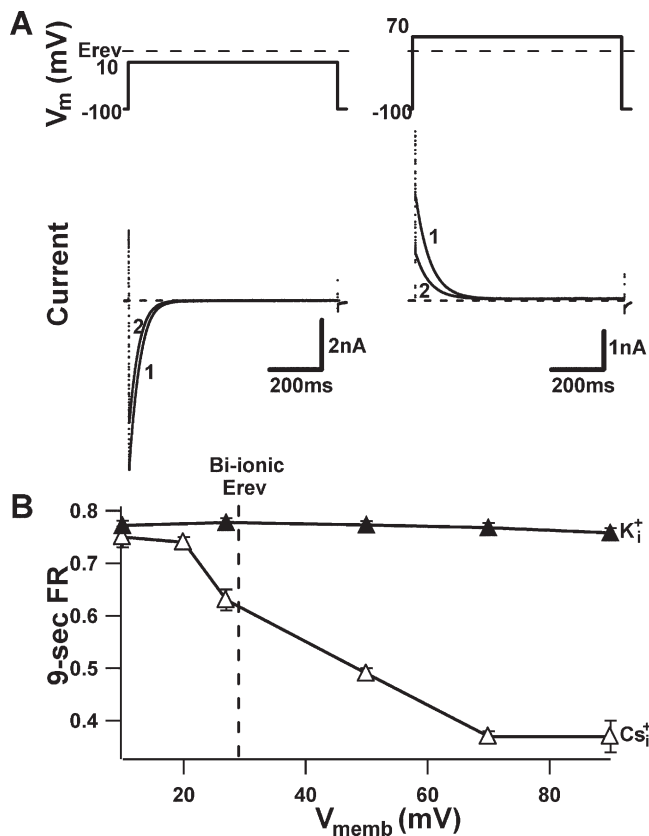 A
Vm (mV)
Erev
10
-100
70
-100
Current
1
2
2
1
2nA
200ms
1nA
200ms
B
Bi-ionic
Erev
9-sec FR
0.8
0.7
0.6
0.5
0.4
K+i
Cs+i
20
40
60
80
Vmemb (mV)